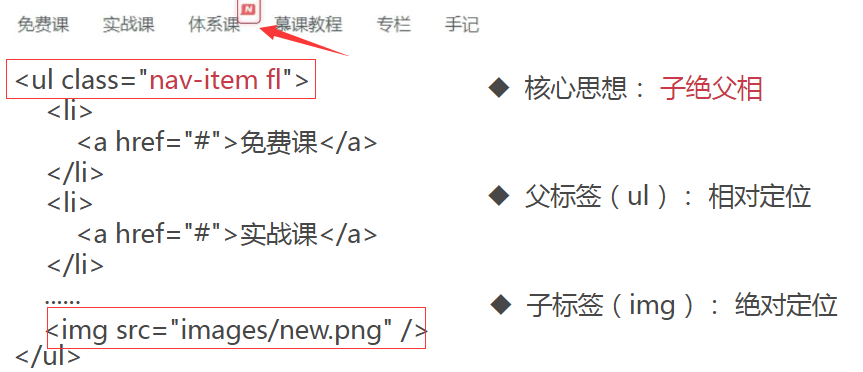 免费课 实战课 体系课 N 慕课教程 专栏 手记
<ul class="nav-item fl">
<li>
<a href="#">免费课</a>
</li>
<li>
<a href="#">实战课</a>
</li>
......
<img src="images/new.png" />
</ul>
◆ 核心思想： 子绝父相
◆ 父标签（ul）： 相对定位
◆ 子标签（img）： 绝对定位